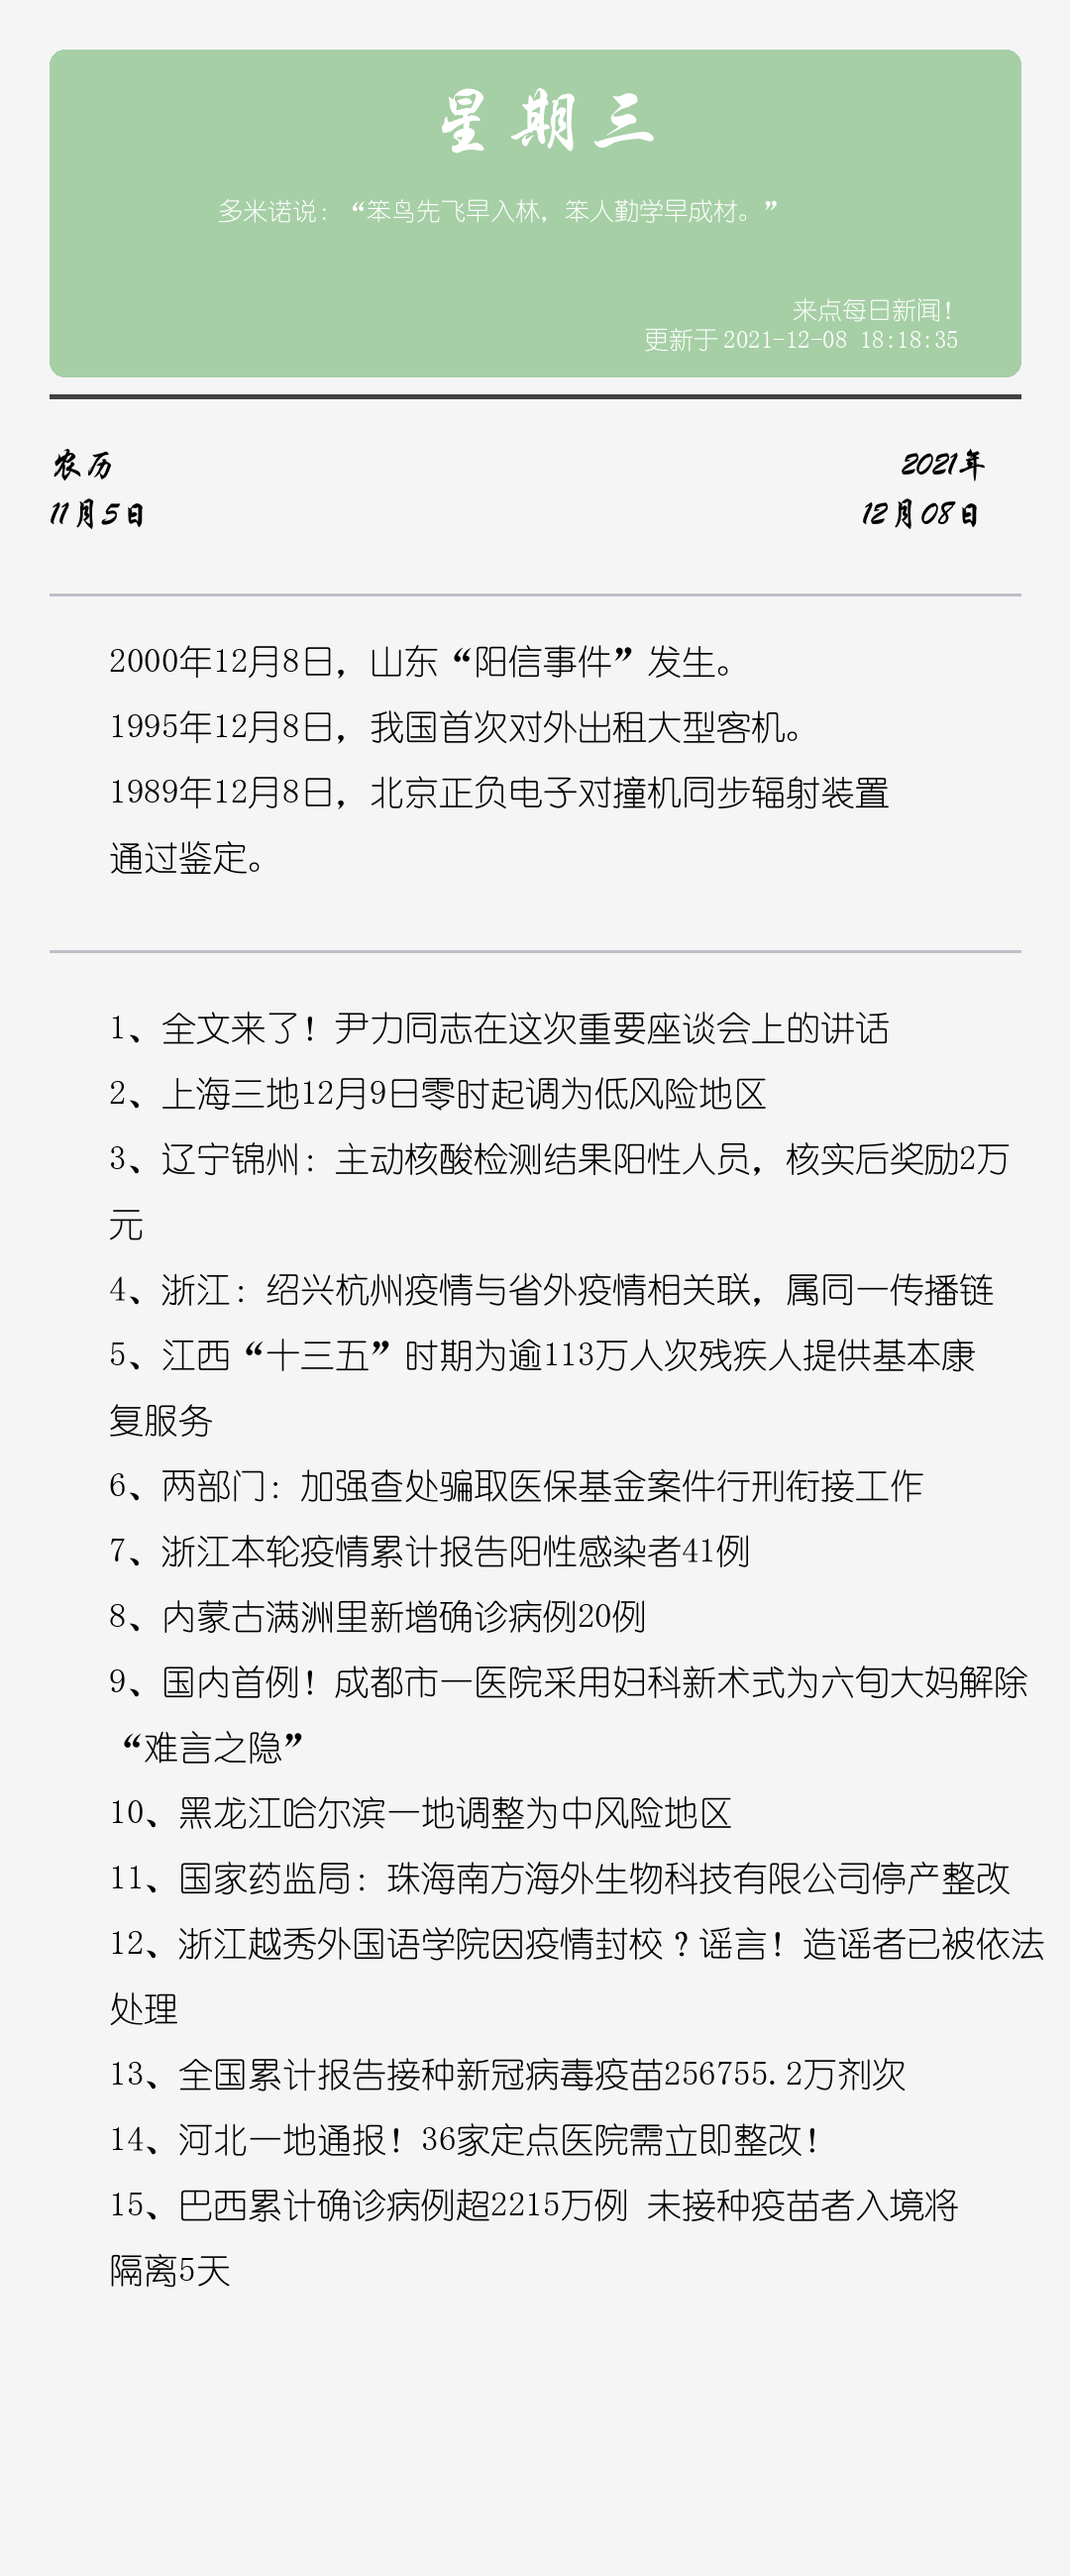 星期三
多米诺说：“笨鸟先飞早入林，笨人勤学早成材。”
来点每日新闻！
更新于 2021-12-08 18:18:35
农历
2021年
11月5日
12月08日
2000年12月8日，山东“阳信事件”发生。
1995年12月8日，我国首次对外出租大型客机。
1989年12月8日，北京正负电子对撞机同步辐射装置
通过鉴定。
1、全文来了！尹力同志在这次重要座谈会上的讲话
2、上海三地12月9日零时起调为低风险地区
3、辽宁锦州：主动核酸检测结果阳性人员，核实后奖励2万
元
4、浙江：绍兴杭州疫情与省外疫情相关联，属同一传播链
5、江西“十三五”时期为逾113万人次残疾人提供基本康
复服务
6、两部门：加强查处骗取医保基金案件行刑衔接工作
7、浙江本轮疫情累计报告阳性感染者41例
8、内蒙古满洲里新增确诊病例20例
9、国内首例！成都市一医院采用妇科新术式为六旬大妈解除
“难言之隐”
10、黑龙江哈尔滨一地调整为中风险地区
11、国家药监局：珠海南方海外生物科技有限公司停产整改
12、浙江越秀外国语学院因疫情封校？谣言！造谣者已被依法
处理
13、全国累计报告接种新冠病毒疫苗256755.2万剂次
14、河北一地通报！36家定点医院需立即整改！
15、巴西累计确诊病例超2215万例 未接种疫苗者入境将
隔离5天